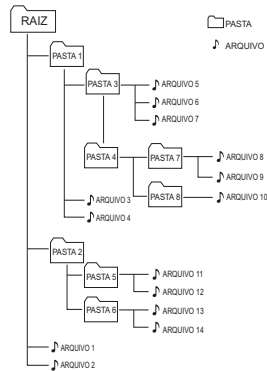 RAIZ
PASTA
ARQUIVO
PASTA 1
PASTA 3
ARQUIVO 5
ARQUIVO 6
ARQUIVO 7
PASTA 4
PASTA 7
ARQUIVO 8
ARQUIVO 9
PASTA 8
ARQUIVO 10
ARQUIVO 3
ARQUIVO 4
PASTA 2
PASTA 5
ARQUIVO 11
ARQUIVO 12
PASTA 6
ARQUIVO 13
ARQUIVO 14
ARQUIVO 1
ARQUIVO 2